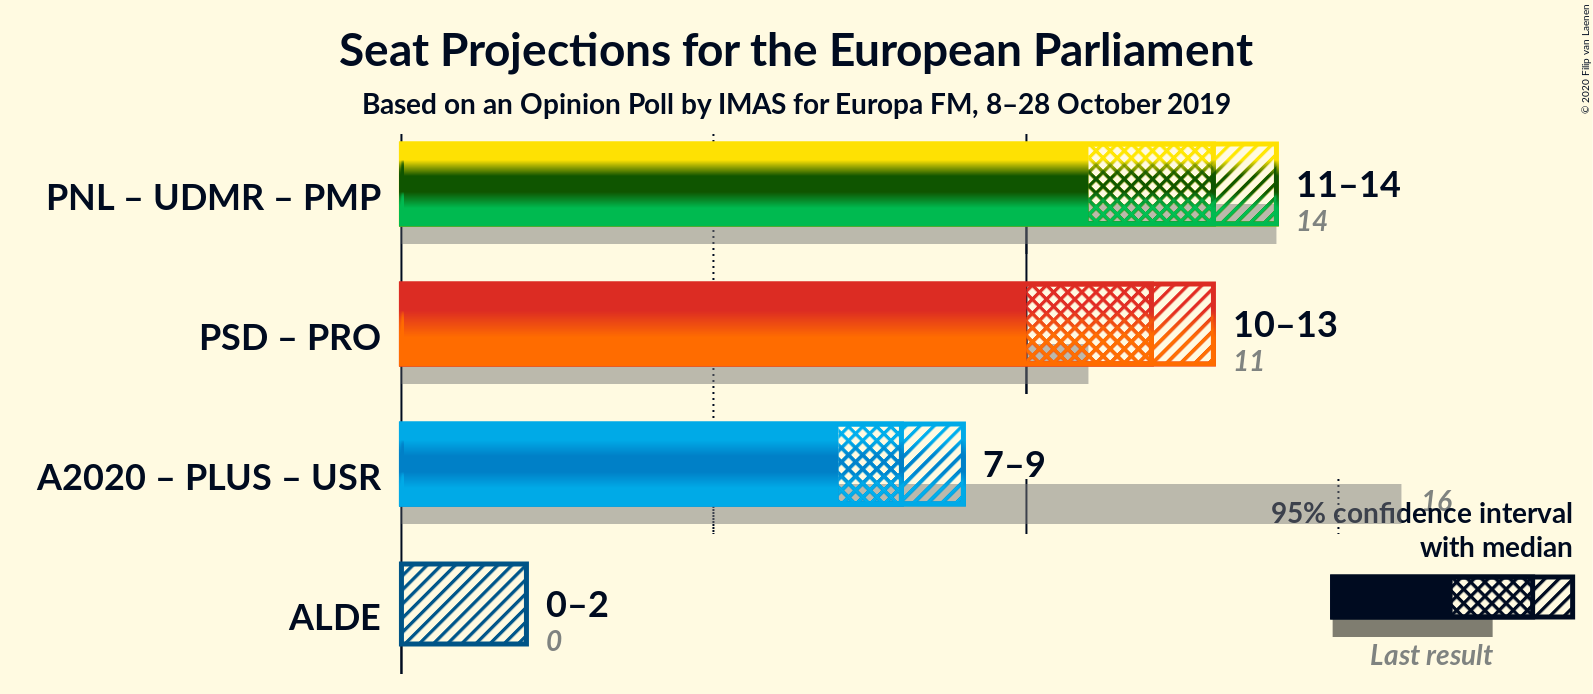 Seat Projections for the European Parliament
Based on an Opinion Poll by IMAS for Europa FM, 8–28 October 2019
© 2020 Filip van Laenen
PNL – UDMR – PMP
11–14
14
PSD – PRO
10–13
11
A2020 – PLUS – USR
7–9
16
95% confidence interval
with median
ALDE
0–2
0
Last result